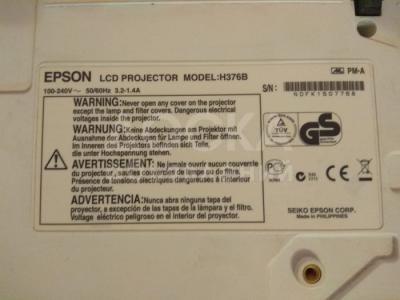 EPSON LCD PROJECTOR MODEL:H376B
100-240V~ 50/60Hz 3.2-1.4A
PM-A
S/N:
NDFK1507768
WARNING: Never open any cover on the projector
except the lamp and filter covers. Dangerous electrical
voltages inside the projector.
WARNUNG: Keine Abdeckungen am Projektor mit
Ausnahme der Lampen- und Filterabdeckung öffnen.
Im Inneren des Projektors befinden sich Teile,
die unter Hochspannung stehen.
AVERTISSEMENT: Ne jamais ouvrir aucun couvercle
du projecteur, sauf les couvercles de lampe ou de filtre.
Présence de tensions électriques dangereuses à
l'intérieur du projecteur.
ADVERTENCIA: Nunca abra ninguna tapa del
proyector, a excepción de las tapas de la lámpara y el filtro.
Voltaje eléctrico peligroso en el interior del proyector.
TÜV
GS
CE
SEIKO EPSON CORP.
Made in PHILIPPINES